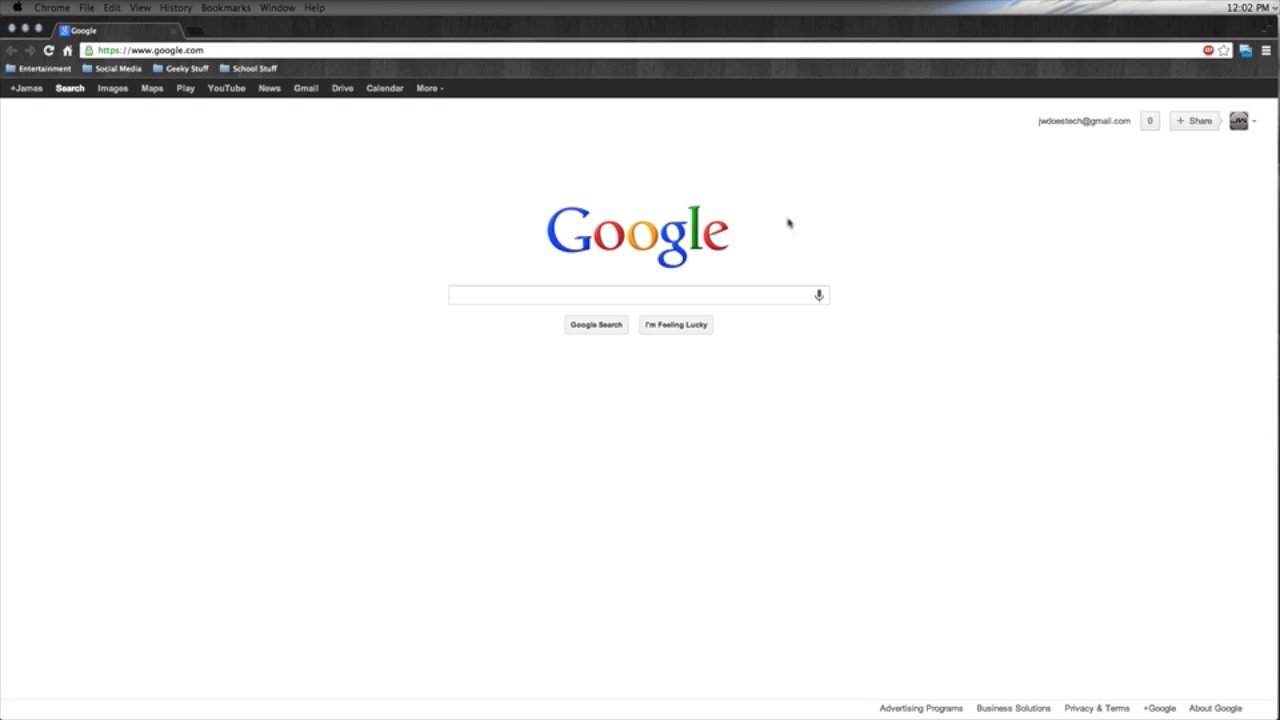 Chrome File Edit View History Bookmarks Window Help 12:02 PM
Google
https://www.google.com
Entertainment Social Media Geeky Stuff School Stuff
+James Search Images Maps Play YouTube News Gmail Drive Calendar More
jwdoestech@gmail.com 0 + Share
Google
Google Search I'm Feeling Lucky
Advertising Programs Business Solutions Privacy & Terms +Google About Google